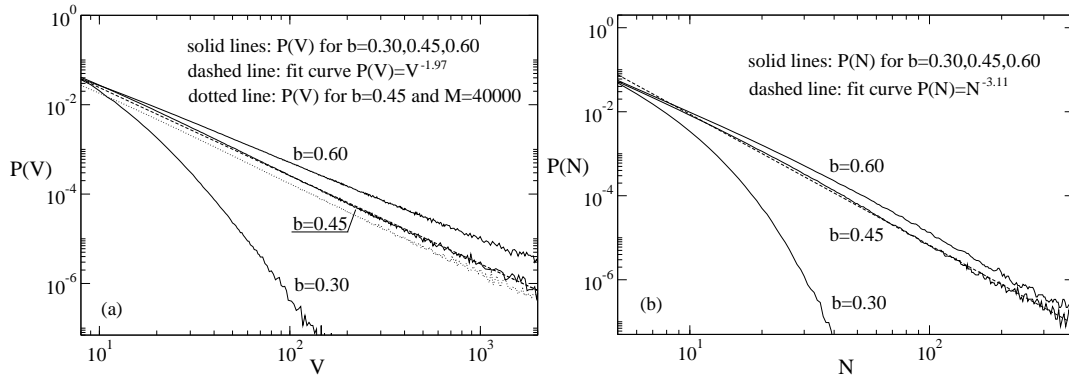 10^0
solid lines: P(V) for b=0.30,0.45,0.60
dashed line: fit curve P(V)=V^-1.97
dotted line: P(V) for b=0.45 and M=40000
10^-2
P(V)
b=0.60
10^-4
b=0.45
10^-6
b=0.30
(a)
10^1
10^2
10^3
V
10^0
solid lines: P(N) for b=0.30,0.45,0.60
dashed line: fit curve P(N)=N^-3.11
10^-2
P(N)
b=0.60
10^-4
b=0.45
10^-6
b=0.30
(b)
10^1
10^2
N